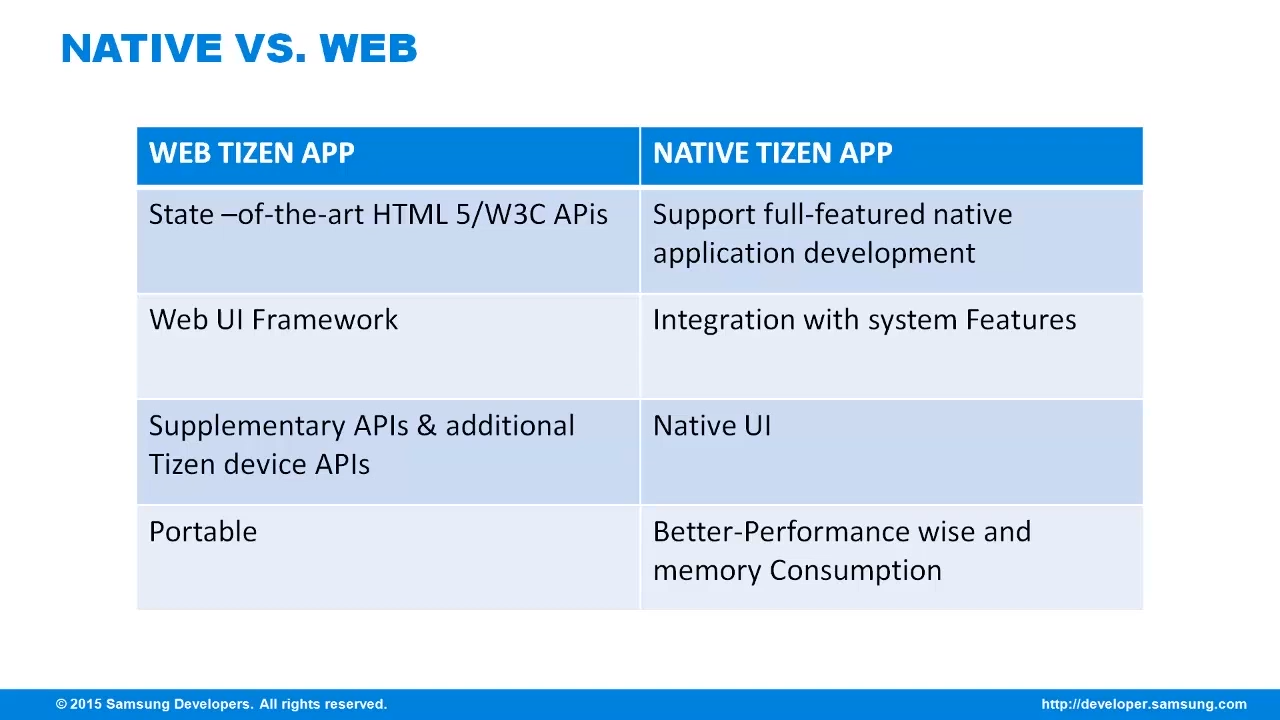 NATIVE VS. WEB
WEB TIZEN APP
NATIVE TIZEN APP
State –of-the-art HTML 5/W3C APis
Support full-featured native
application development
Web UI Framework
Integration with system Features
Supplementary APIs & additional
Tizen device APIs
Native UI
Portable
Better-Performance wise and
memory Consumption
© 2015 Samsung Developers. All rights reserved.
http://developer.samsung.com